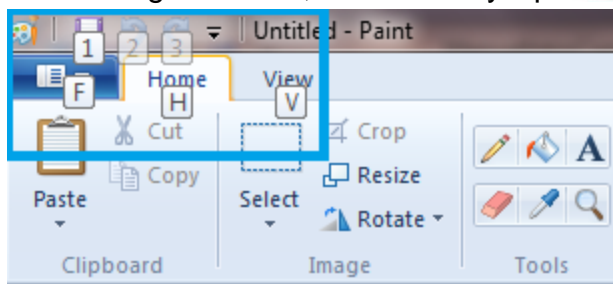 Untitled - Paint
1 2 3
F H V
Home View
Cut Crop
Copy Resize
Paste Select Rotate
A
Clipboard Image Tools